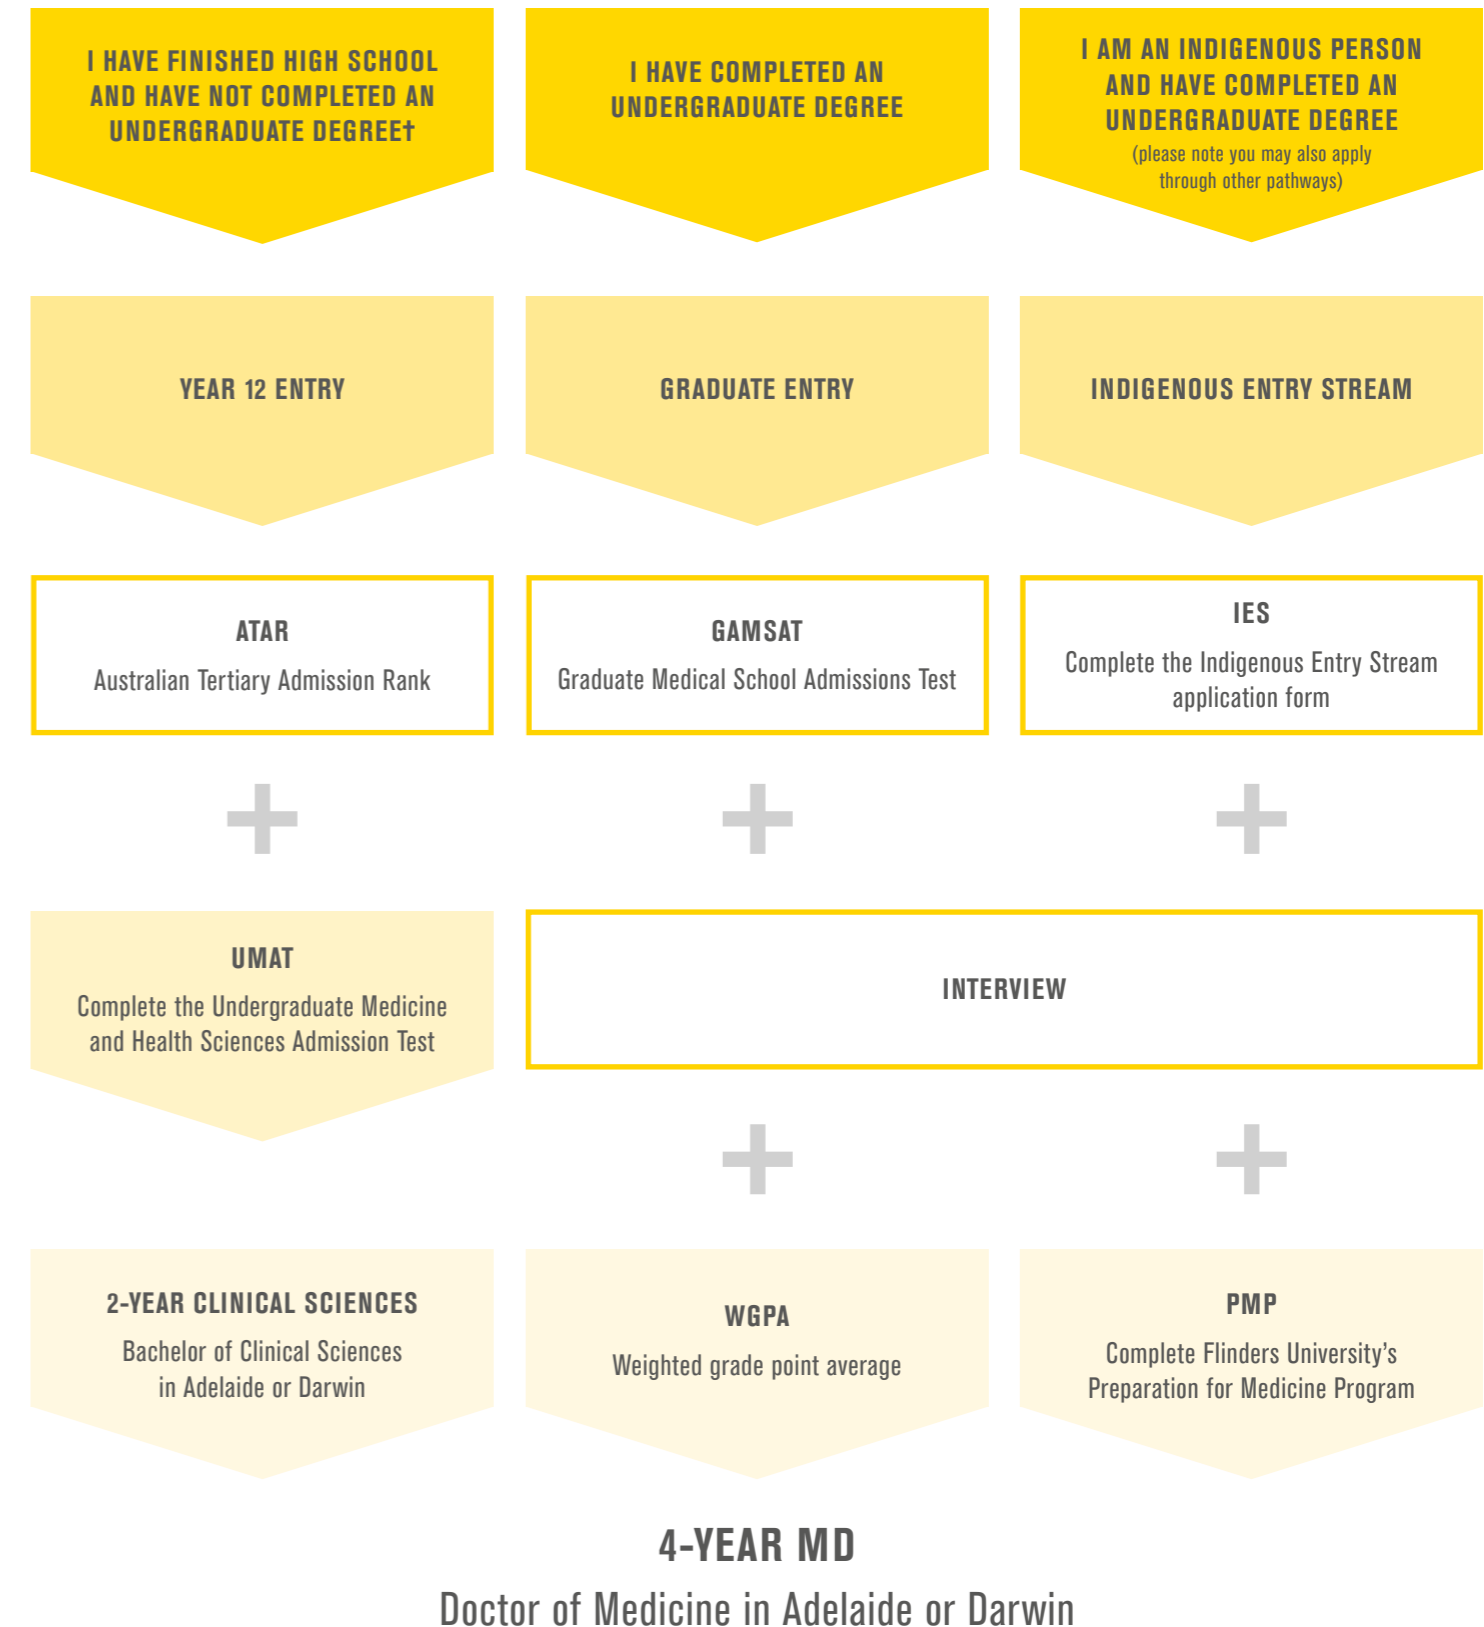 I HAVE FINISHED HIGH SCHOOL
AND HAVE NOT COMPLETED AN
UNDERGRADUATE DEGREE†
I HAVE COMPLETED AN
UNDERGRADUATE DEGREE
I AM AN INDIGENOUS PERSON
AND HAVE COMPLETED AN
UNDERGRADUATE DEGREE
(please note you may also apply
through other pathways)
YEAR 12 ENTRY
GRADUATE ENTRY
INDIGENOUS ENTRY STREAM
ATAR
Australian Tertiary Admission Rank
GAMSAT
Graduate Medical School Admissions Test
IES
Complete the Indigenous Entry Stream
application form
+
+
+
UMAT
Complete the Undergraduate Medicine
and Health Sciences Admission Test
INTERVIEW
+
+
2-YEAR CLINICAL SCIENCES
Bachelor of Clinical Sciences
in Adelaide or Darwin
WGPA
Weighted grade point average
PMP
Complete Flinders University's
Preparation for Medicine Program
4-YEAR MD
Doctor of Medicine in Adelaide or Darwin